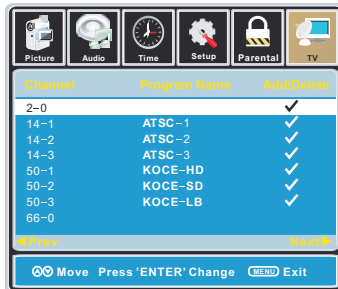 Picture Audio Time Setup Parental TV
Channel Program Name Add/Delete
2–0
14–1 ATSC–1
14–2 ATSC–2
14–3 ATSC–3
50–1 KOCE–HD
50–2 KOCE–SD
50–3 KOCE–LB
66–0
Prev Next
Move Press 'ENTER' Change MENU Exit